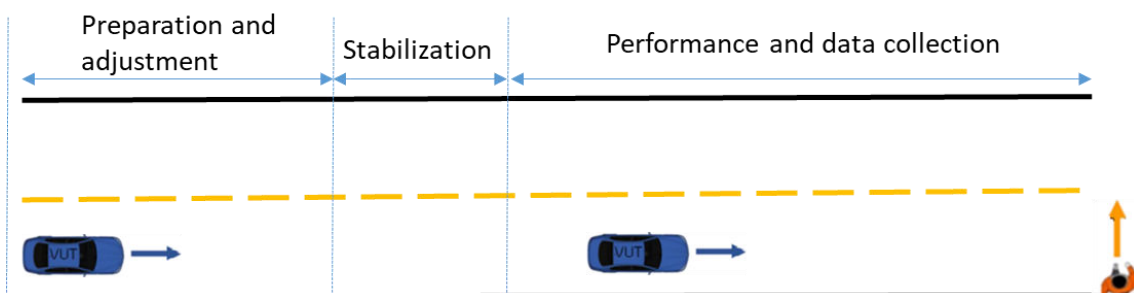 Preparation and
adjustment
Stabilization
Performance and data collection
VUT
VUT